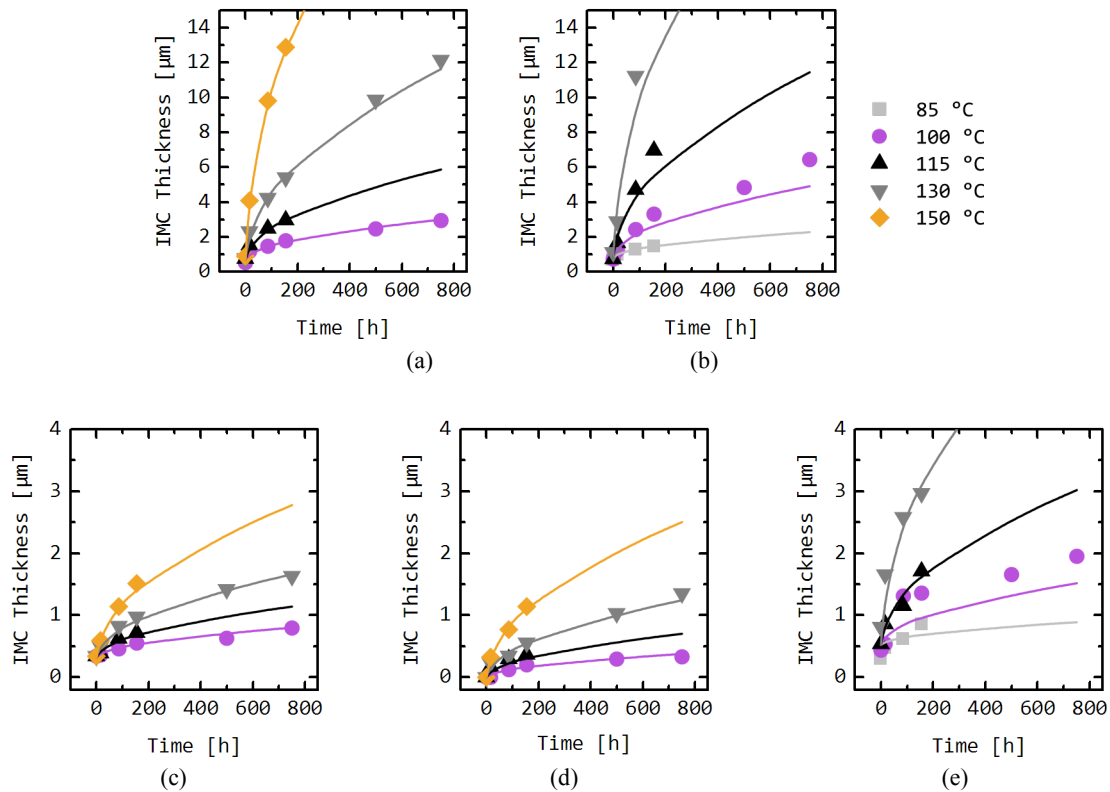 14
12
10
8
6
4
2
0
0 200 400 600 800
IMC Thickness [µm]
Time [h]
(a)
14
12
10
8
6
4
2
0
0 200 400 600 800
IMC Thickness [µm]
Time [h]
(b)
85 °C
100 °C
115 °C
130 °C
150 °C
4
3
2
1
0
0 200 400 600 800
IMC Thickness [µm]
Time [h]
(c)
4
3
2
1
0
0 200 400 600 800
IMC Thickness [µm]
Time [h]
(d)
4
3
2
1
0
0 200 400 600 800
IMC Thickness [µm]
Time [h]
(e)